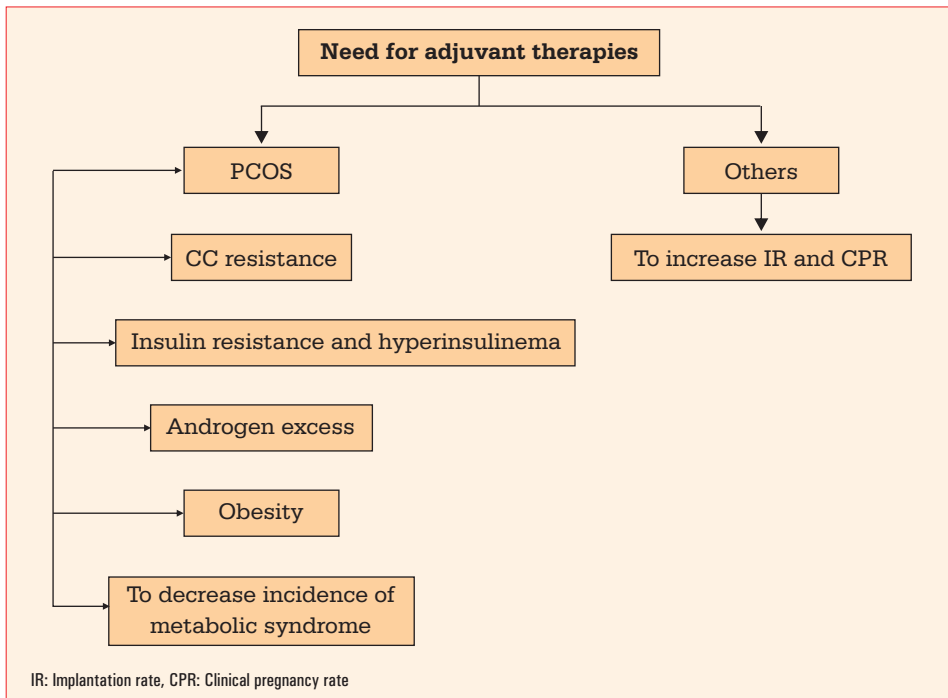 Need for adjuvant therapies
PCOS
Others
CC resistance
To increase IR and CPR
Insulin resistance and hyperinsulinema
Androgen excess
Obesity
To decrease incidence of
metabolic syndrome
IR: Implantation rate, CPR: Clinical pregnancy rate